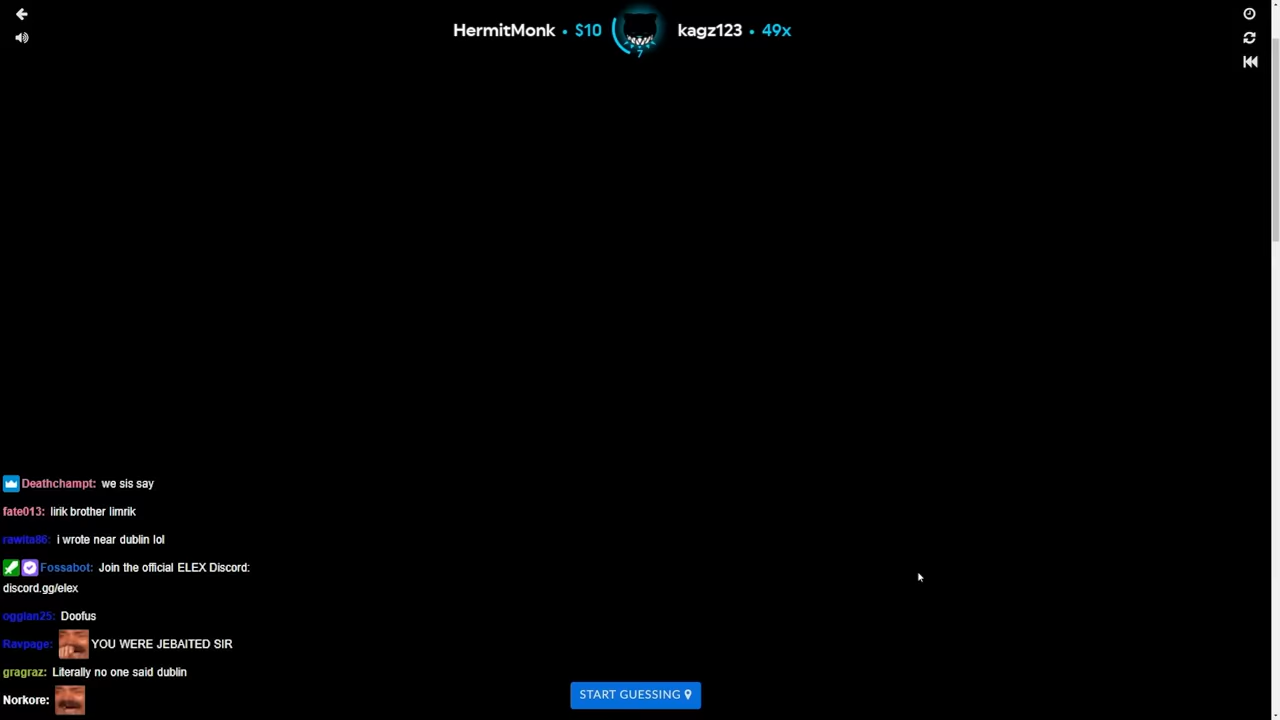 HermitMonk • $10
7
kagz123 • 49x
Deathchampt: we sis say
fate013: lirik brother limrik
rawita86: i wrote near dublin lol
Fossabot: Join the official ELEX Discord:
discord.gg/elex
oggian25: Doofus
Ravpage: YOU WERE JEBAITED SIR
gragraz: Literally no one said dublin
Norkore:
START GUESSING